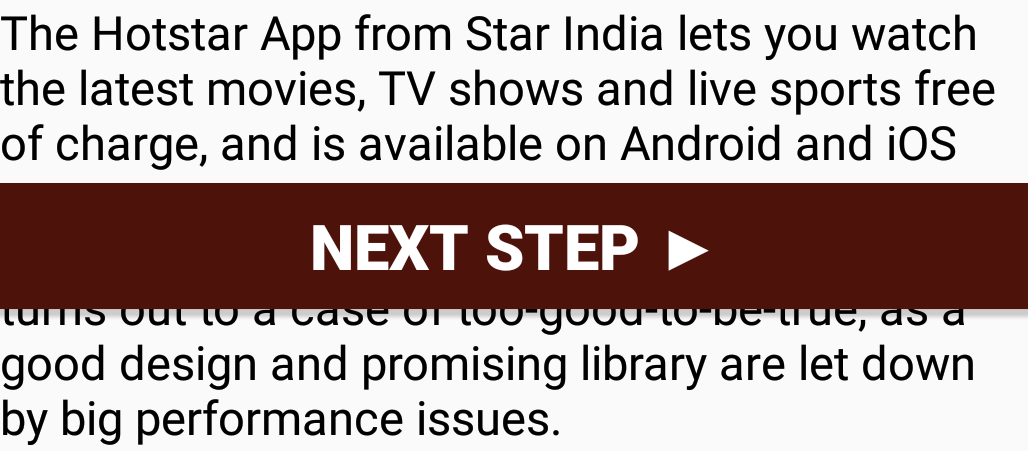 The Hotstar App from Star India lets you watch
the latest movies, TV shows and live sports free
of charge, and is available on Android and iOS
NEXT STEP ►
turns out to a case of too-good-to-be-true, as a
good design and promising library are let down
by big performance issues.